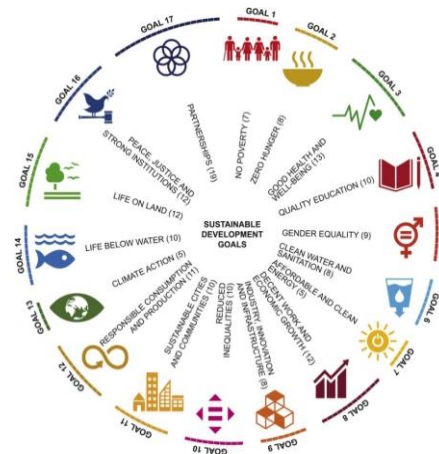 GOAL 1
GOAL 2
GOAL 3
GOAL 4
GOAL 6
GOAL 7
GOAL 8
GOAL 9
GOAL 10
GOAL 11
GOAL 12
GOAL 13
GOAL 14
GOAL 15
GOAL 16
GOAL 17
SUSTAINABLE
DEVELOPMENT
GOALS
NO POVERTY (7)
ZERO HUNGER (8)
GOOD HEALTH AND
WELL-BEING (13)
QUALITY EDUCATION (10)
GENDER EQUALITY (9)
CLEAN WATER AND
SANITATION (8)
AFFORDABLE AND CLEAN
ENERGY (5)
DECENT WORK AND
ECONOMIC GROWTH (12)
INDUSTRY, INNOVATION
AND INFRASTRUCTURE (8)
REDUCED
INEQUALITIES (10)
SUSTAINABLE CITIES
AND COMMUNITIES (10)
RESPONSIBLE CONSUMPTION
AND PRODUCTION (11)
CLIMATE ACTION (5)
LIFE BELOW WATER (10)
LIFE ON LAND (12)
PEACE, JUSTICE AND
STRONG INSTITUTIONS (12)
PARTNERSHIPS (19)